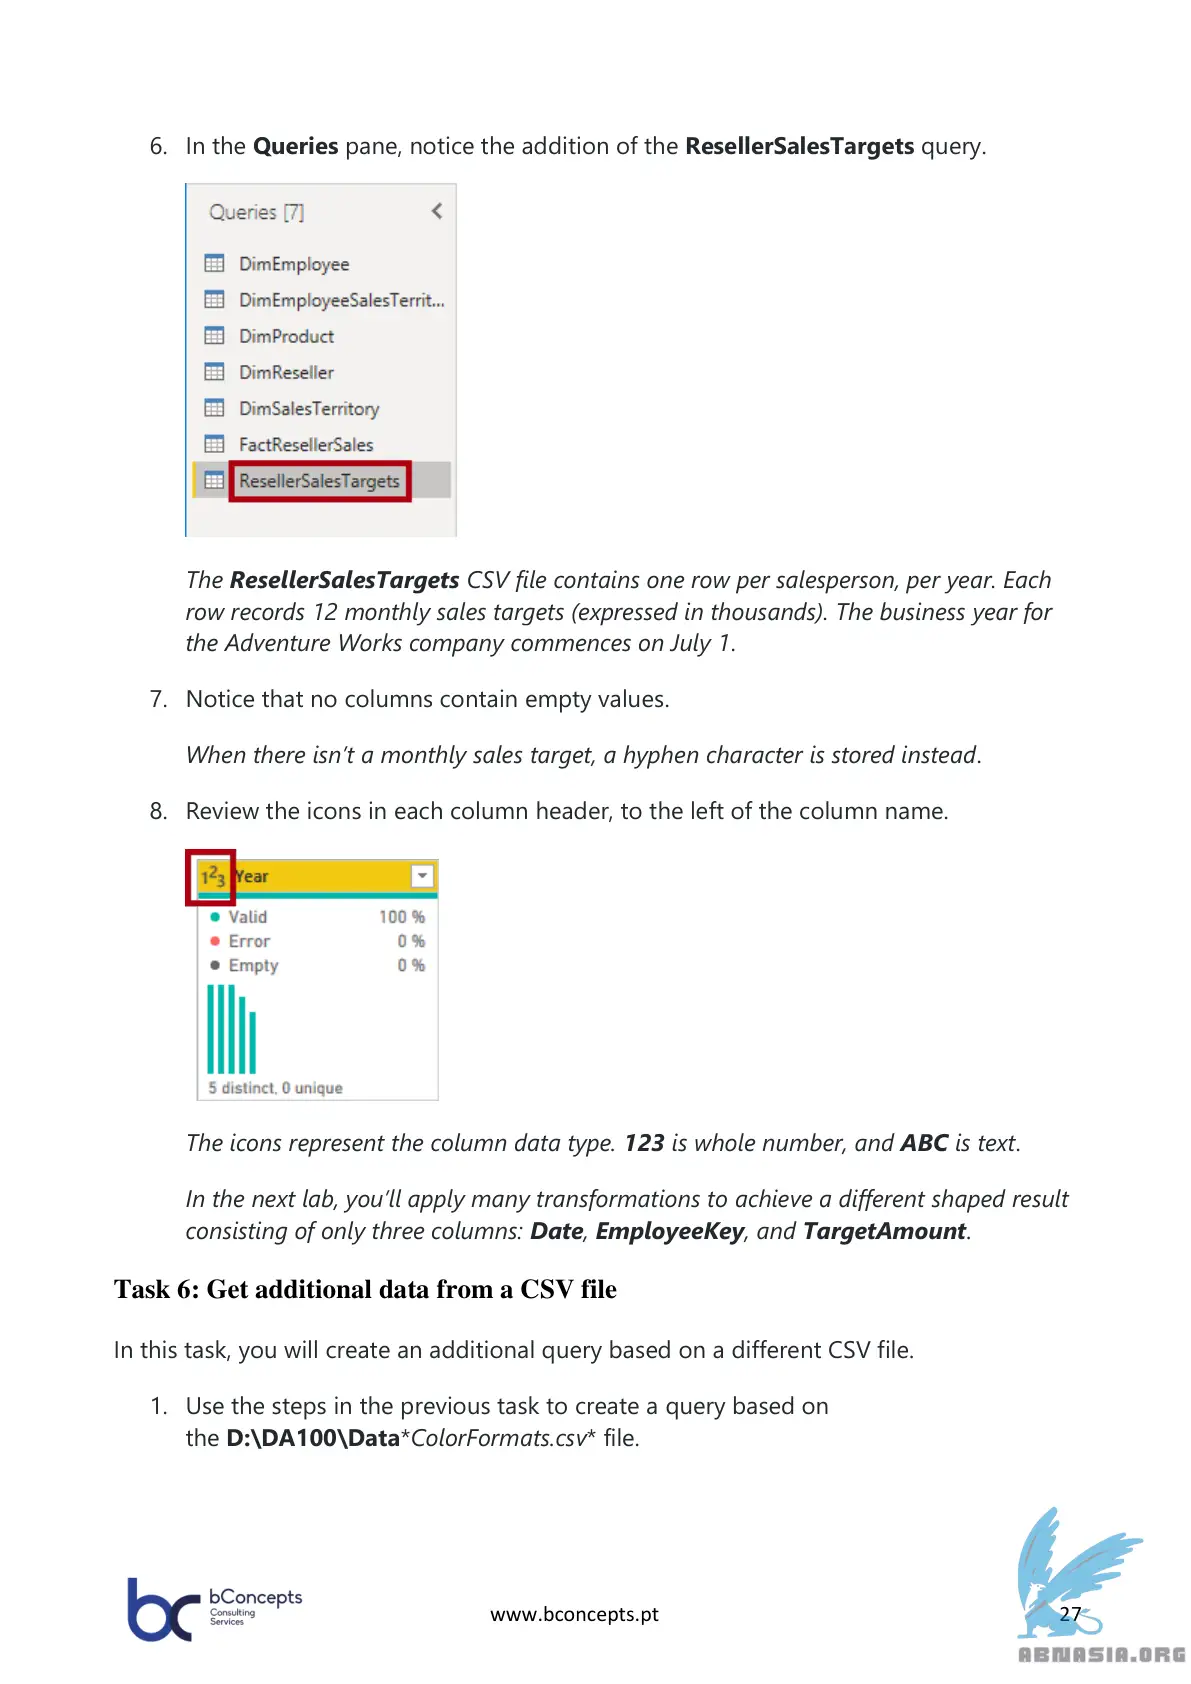 6. In the Queries pane, notice the addition of the ResellerSalesTargets query.
Queries [7]
DimEmployee
DimEmployeeSalesTerrit...
DimProduct
DimReseller
DimSalesTerritory
FactResellerSales
ResellerSalesTargets
The ResellerSalesTargets CSV file contains one row per salesperson, per year. Each
row records 12 monthly sales targets (expressed in thousands). The business year for
the Adventure Works company commences on July 1.
7. Notice that no columns contain empty values.
When there isn't a monthly sales target, a hyphen character is stored instead.
8. Review the icons in each column header, to the left of the column name.
123 Year
Valid 100 %
Error 0 %
Empty 0 %
5 distinct, 0 unique
The icons represent the column data type. 123 is whole number, and ABC is text.
In the next lab, you'll apply many transformations to achieve a different shaped result
consisting of only three columns: Date, EmployeeKey, and TargetAmount.
Task 6: Get additional data from a CSV file
In this task, you will create an additional query based on a different CSV file.
1. Use the steps in the previous task to create a query based on
the D:\DA100\Data*ColorFormats.csv* file.
bc bConcepts
Consulting
Services
www.bconcepts.pt
27
ABNASIA.ORG